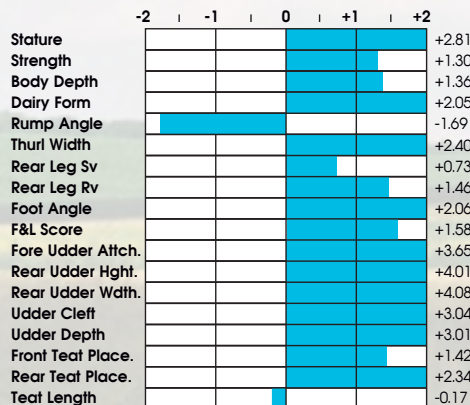 -2 -1 0 +1 +2
Stature +2.81
Strength +1.30
Body Depth +1.36
Dairy Form +2.05
Rump Angle -1.69
Thurl Width +2.40
Rear Leg Sv +0.73
Rear Leg Rv +1.46
Foot Angle +2.06
F&L Score +1.58
Fore Udder Attch. +3.65
Rear Udder Hght. +4.01
Rear Udder Wdth. +4.08
Udder Cleft +3.04
Udder Depth +3.01
Front Teat Place. +1.42
Rear Teat Place. +2.34
Teat Length -0.17